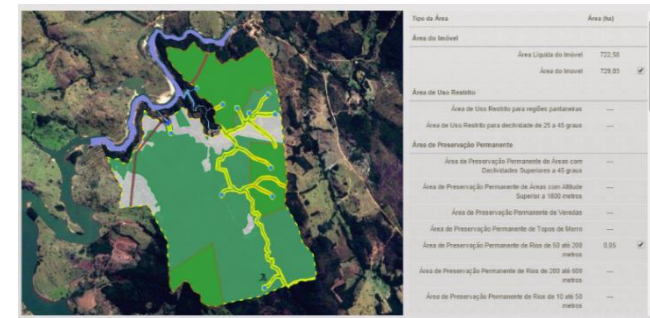 Tipo da Área Área (ha)
Área do Imóvel
Área Líquida do Imóvel 722,58
Área do Imovel 729,85
Área de Uso Restrito
Área de Uso Restrito para regiões pantaneiras ---
Área de Uso Restrito para declividade de 25 a 45 graus ---
Área de Preservação Permanente
Área de Preservação Permanente de Áreas com
Declividades Superiores a 45 graus ---
Área de Preservação Permanente de Áreas com Altitude
Superior a 1800 metros ---
Área de Preservação Permanente de Veredas ---
Área de Preservação Permanente de Topos de Morro ---
Área de Preservação Permanente de Rios de 50 até 200
metros
Área de Preservação Permanente de Rios de 200 até 600
metros ---
Área de Preservação Permanente de Rios de 10 até 50
metros ---